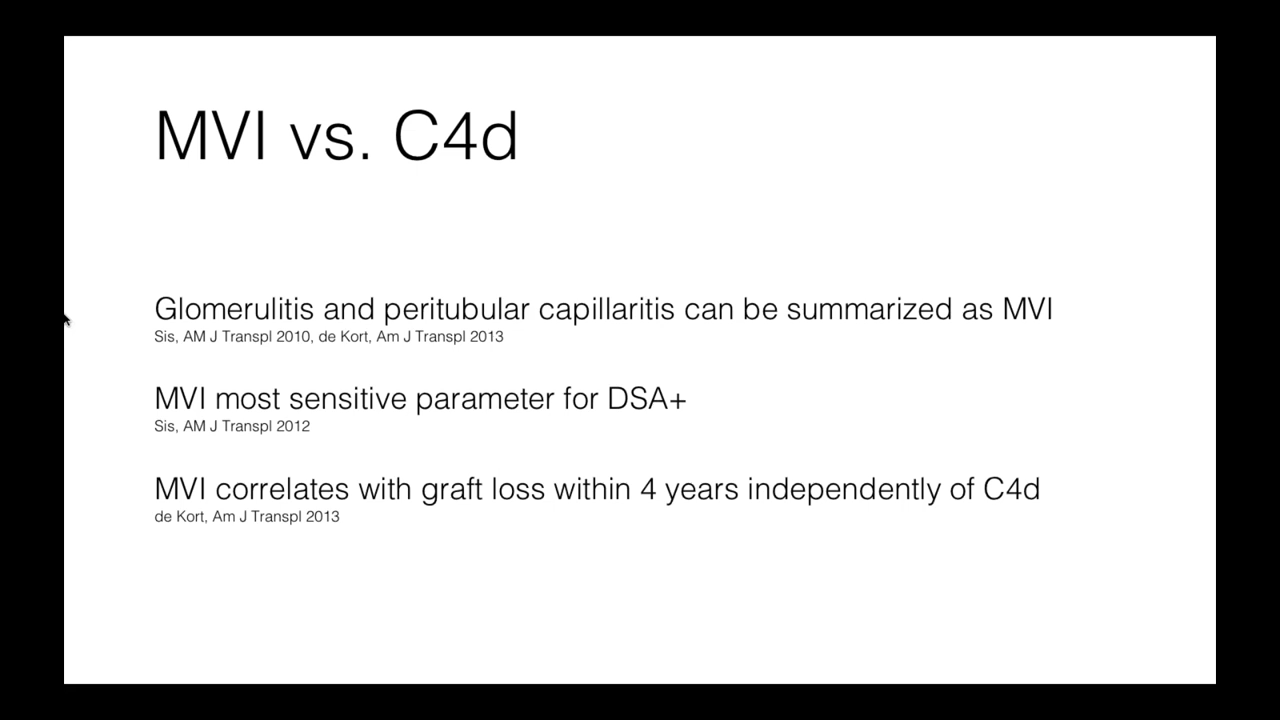 MVI vs. C4d
Glomerulitis and peritubular capillaritis can be summarized as MVI
Sis, AM J Transpl 2010, de Kort, Am J Transpl 2013
MVI most sensitive parameter for DSA+
Sis, AM J Transpl 2012
MVI correlates with graft loss within 4 years independently of C4d
de Kort, Am J Transpl 2013